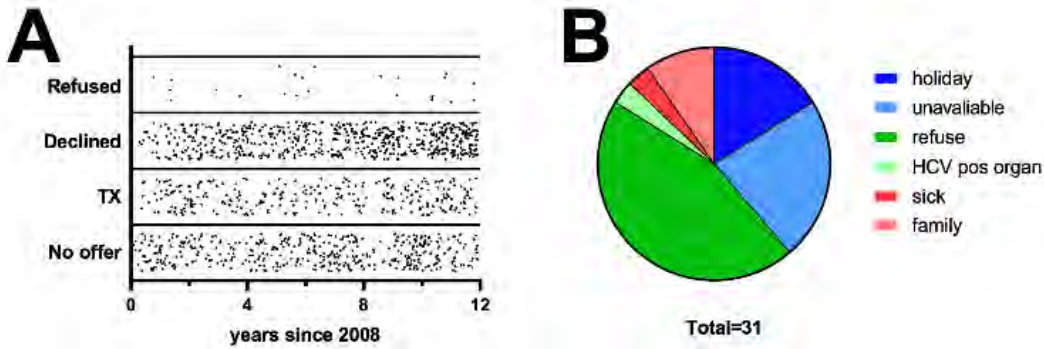 A
Refused
Declined
TX
No offer
0 4 8 12
years since 2008
B
holiday
unavaliable
refuse
HCV pos organ
sick
family
Total=31